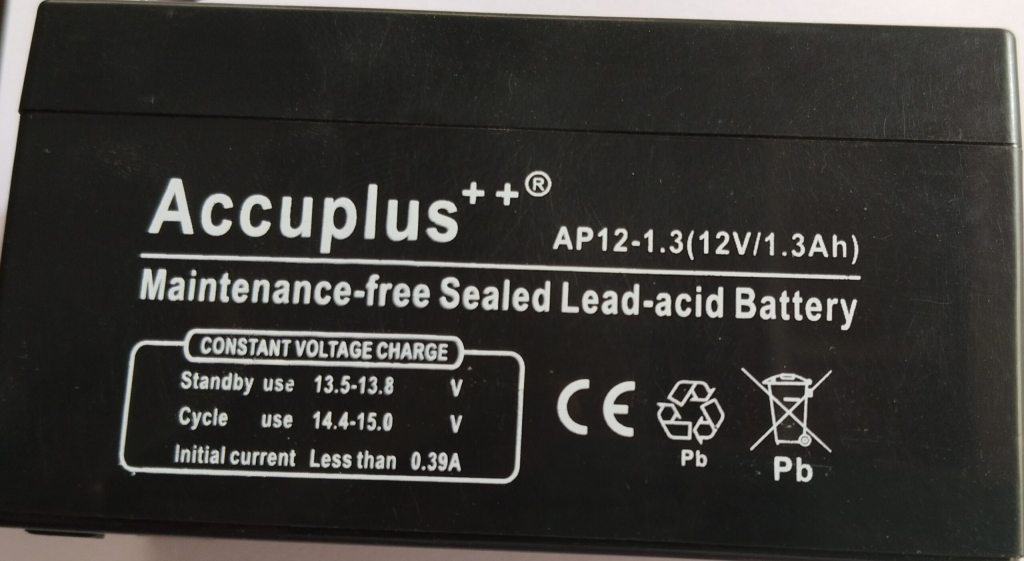 Accuplus++®
AP12-1.3(12V/1.3Ah)
Maintenance-free Sealed Lead-acid Battery
CONSTANT VOLTAGE CHARGE
Standby use 13.5-13.8 V
Cycle use 14.4-15.0 V
Initial current Less than 0.39A
CE
Pb
Pb